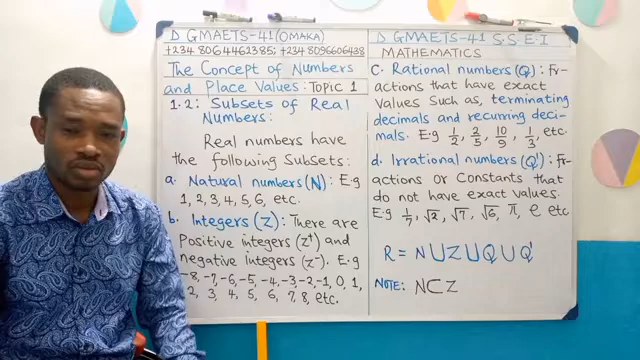 D GMAETS-41 (OMAKA)
+234 8064462385; +234 8096606438
The Concept of Numbers
and Place Values: Topic 1
1.2: Subsets of Real
Numbers:
Real numbers have
the following Subsets:
a. Natural numbers (N): E.g
1, 2, 3, 4, 5, 6, etc.
b. Integers (Z): There are
Positive integers (Z⁺) and
negative integers (Z⁻). E.g
-8, -7, -6, -5, -4, -3, -2, -1, 0, 1,
2, 3, 4, 5, 6, 7, 8, etc.
D GMAETS-41 S.S.E.I
MATHEMATICS
C. Rational numbers (Q): Fr-
actions that have exact
Values Such as, terminating
decimals and recurring deci-
mals. E.g 1/2, 2/5, 10/9, 1/3, etc.
d. Irrational numbers (Q'): Fr-
actions or Constants that
do not have exact values.
E.g 1/7, √2, √7, √6, π, e etc
R = N ∪ Z ∪ Q ∪ Q'
NOTE: N ⊂ Z